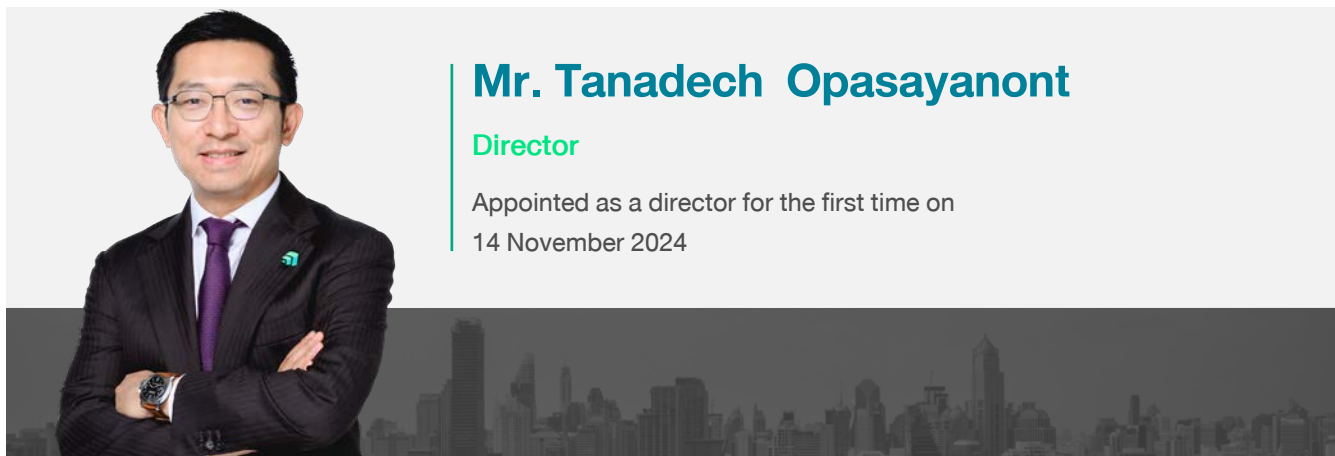 Mr. Tanadech Opasayanont
Director
Appointed as a director for the first time on
14 November 2024